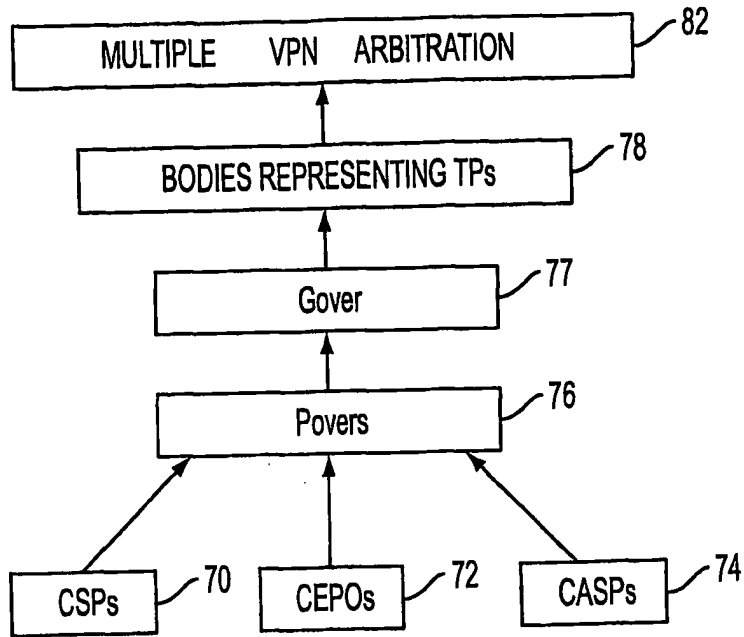 MULTIPLE VPN ARBITRATION
82
BODIES REPRESENTING TPs
78
Gover
77
Povers
76
CSPs
70
CEPOs
72
CASPs
74